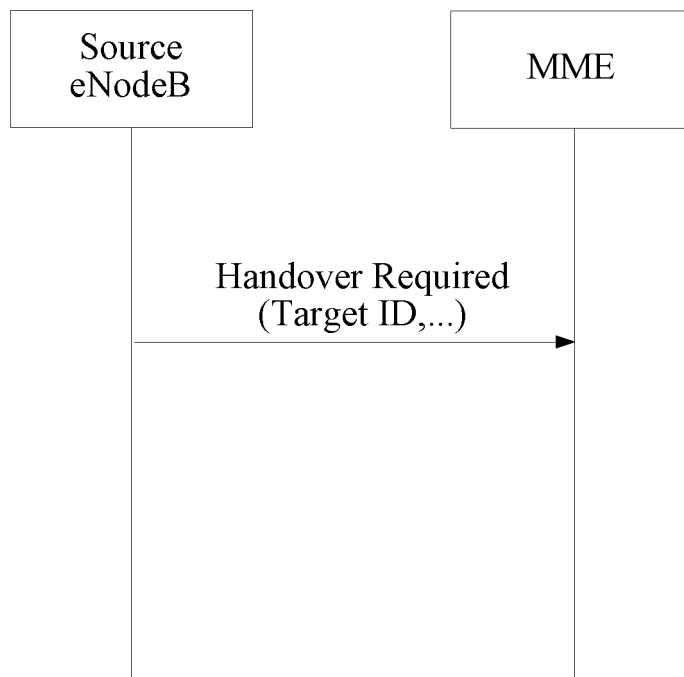 Source
eNodeB
MME
Handover Required
(Target ID,...)